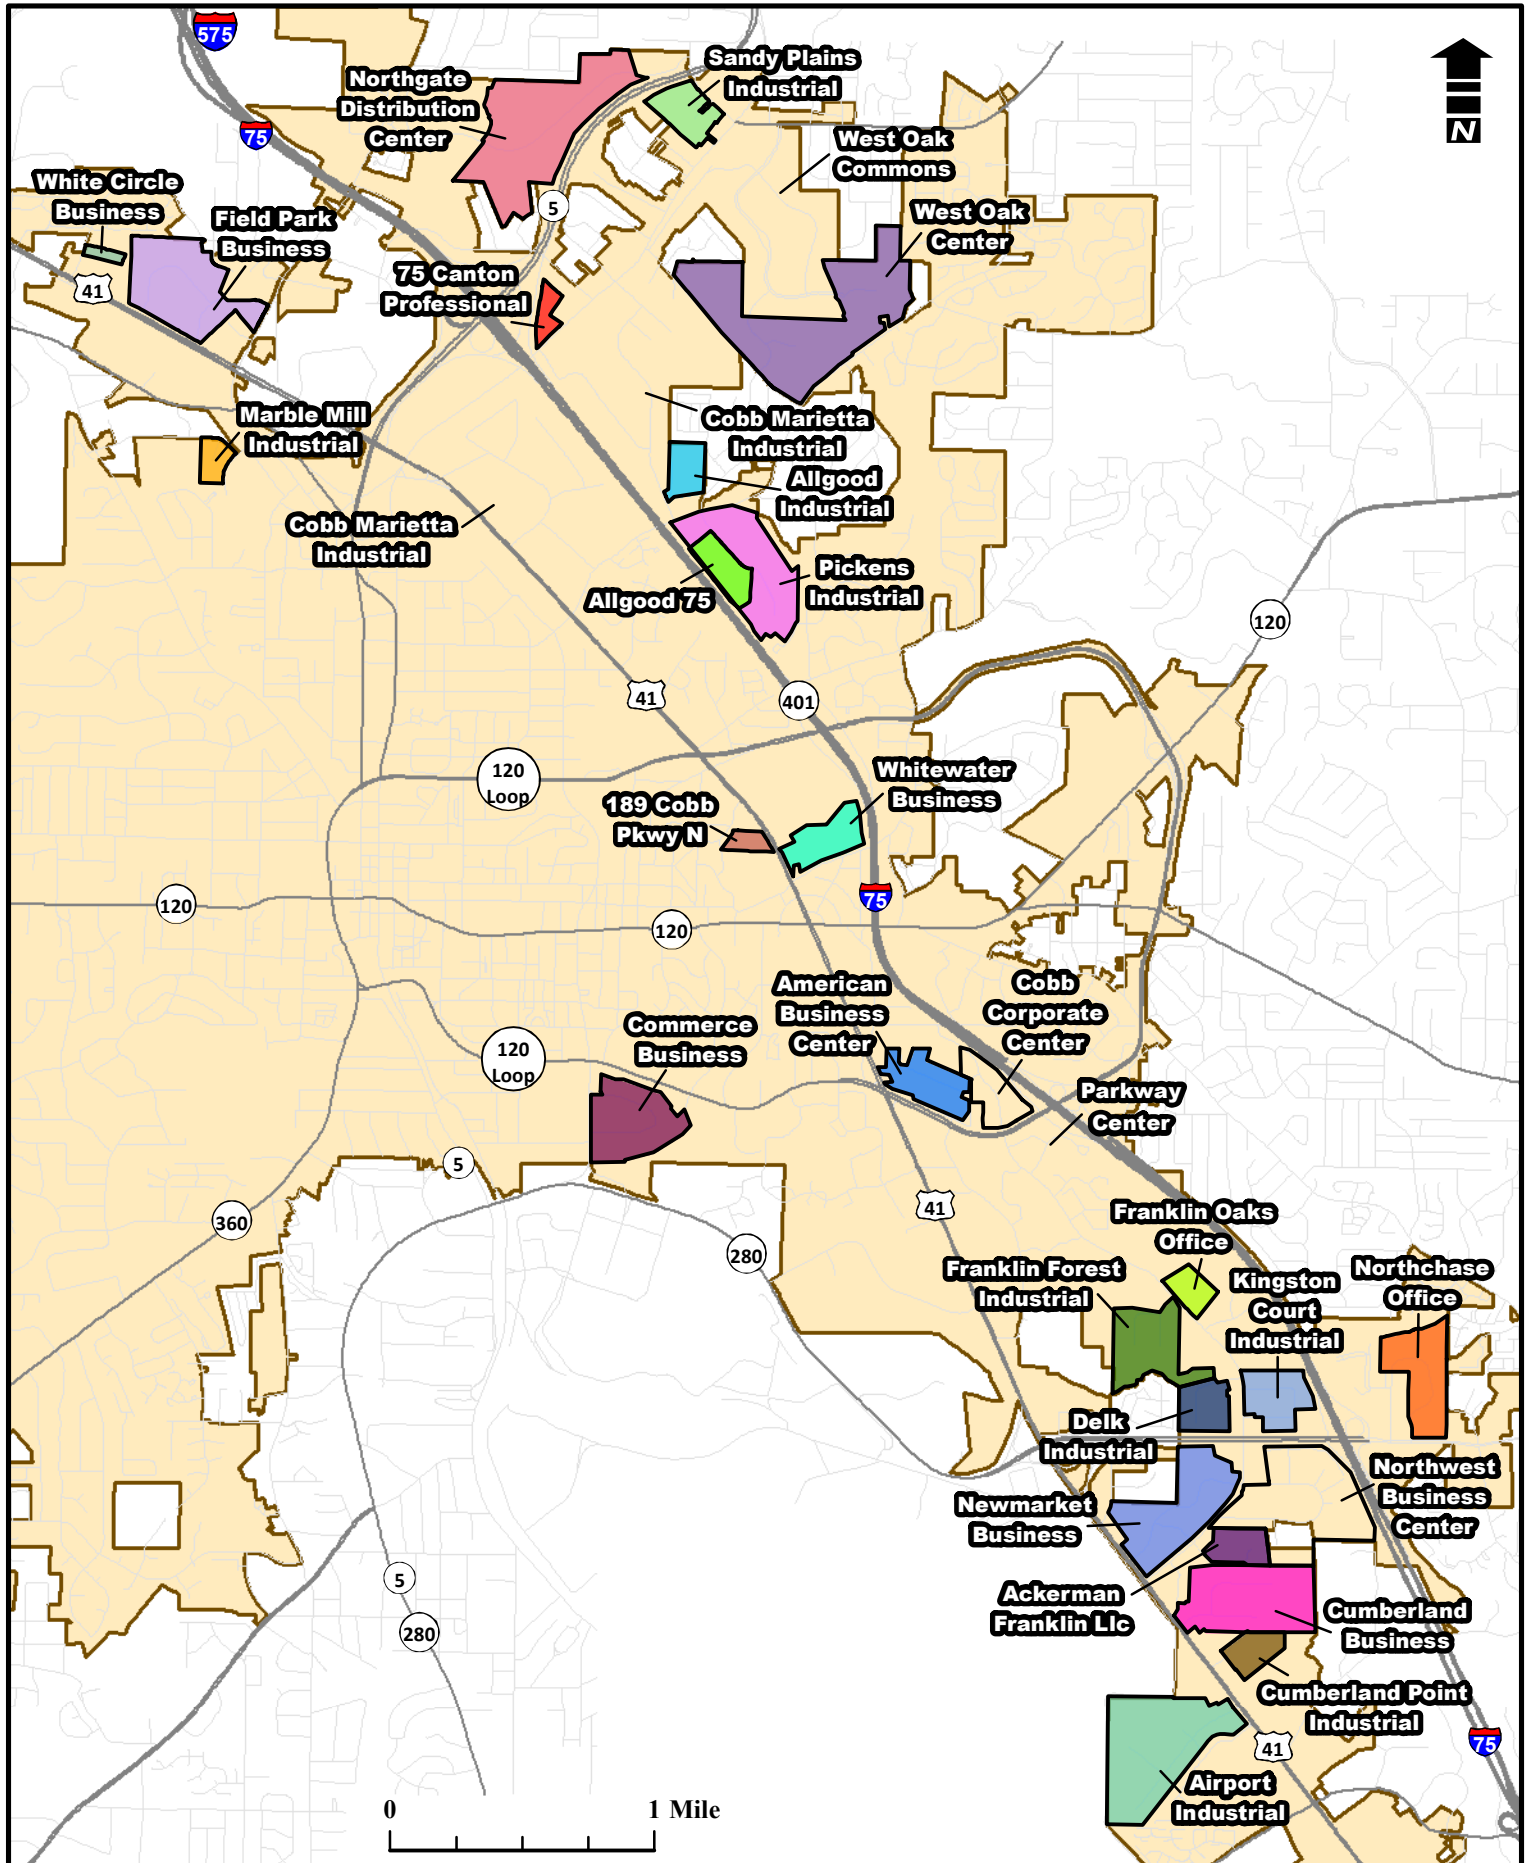 575
Sandy Plains
Industrial
Northgate
Distribution
Center
N
75
West Oak
Commons
White Circle
Business
5
Field Park
Business
West Oak
Center
41
75 Canton
Professional
Marble Mill
Industrial
Cobb Marietta
Industrial
Allgood
Industrial
Cobb Marietta
Industrial
Pickens
Industrial
Allgood 75
120
41
401
120
Loop
Whitewater
Business
189 Cobb
Pkwy N
75
120
120
American
Business
Center
Cobb
Corporate
Center
Commerce
Business
120
Loop
Parkway
Center
5
41
360
Franklin Oaks
Office
280
Franklin Forest
Industrial
Kingston
Court
Industrial
Northchase
Office
Delk
Industrial
Northwest
Business
Center
Newmarket
Business
5
Ackerman
Franklin Llc
Cumberland
Business
280
Cumberland Point
Industrial
75
41
Airport
Industrial
0
1 Mile